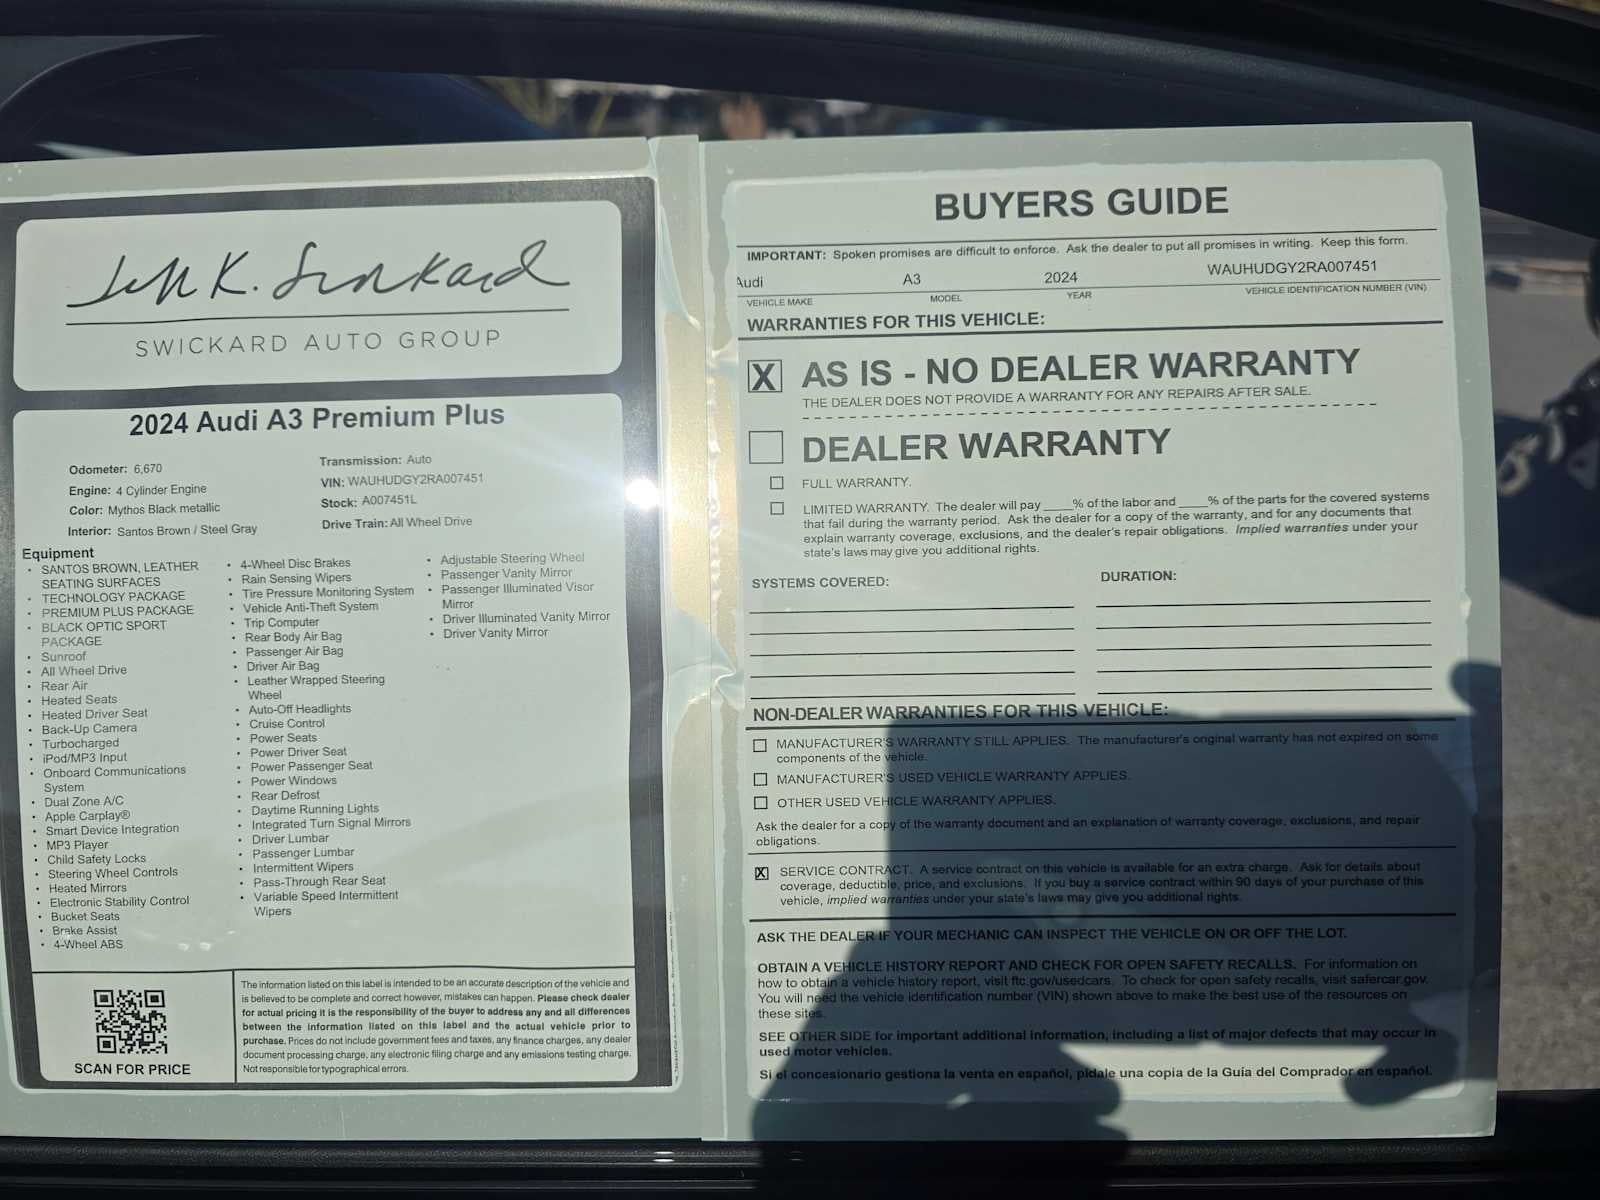 Jeff K. Swickard
SWICKARD AUTO GROUP
2024 Audi A3 Premium Plus
Odometer: 6,670
Engine: 4 Cylinder Engine
Color: Mythos Black metallic
Interior: Santos Brown / Steel Gray
Transmission: Auto
VIN: WAUHUDGY2RA007451
Stock: A007451L
Drive Train: All Wheel Drive
Equipment
• SANTOS BROWN, LEATHER
SEATING SURFACES
• TECHNOLOGY PACKAGE
• PREMIUM PLUS PACKAGE
• BLACK OPTIC SPORT
PACKAGE
• Sunroof
• All Wheel Drive
• Rear Air
• Heated Seats
• Heated Driver Seat
• Back-Up Camera
• Turbocharged
• iPod/MP3 Input
• Onboard Communications
System
• Dual Zone A/C
• Apple Carplay®
• Smart Device Integration
• MP3 Player
• Child Safety Locks
• Steering Wheel Controls
• Heated Mirrors
• Electronic Stability Control
• Bucket Seats
• Brake Assist
• 4-Wheel ABS
• 4-Wheel Disc Brakes
• Rain Sensing Wipers
• Tire Pressure Monitoring System
• Vehicle Anti-Theft System
• Trip Computer
• Rear Body Air Bag
• Passenger Air Bag
• Driver Air Bag
• Leather Wrapped Steering
Wheel
• Auto-Off Headlights
• Cruise Control
• Power Seats
• Power Driver Seat
• Power Passenger Seat
• Power Windows
• Rear Defrost
• Daytime Running Lights
• Integrated Turn Signal Mirrors
• Driver Lumbar
• Passenger Lumbar
• Intermittent Wipers
• Pass-Through Rear Seat
• Variable Speed Intermittent
Wipers
• Adjustable Steering Wheel
• Passenger Vanity Mirror
• Passenger Illuminated Visor
Mirror
• Driver Illuminated Vanity Mirror
• Driver Vanity Mirror
SCAN FOR PRICE
The information listed on this label is intended to be an accurate description of the vehicle and
is believed to be complete and correct however, mistakes can happen. Please check dealer
for actual pricing it is the responsibility of the buyer to address any and all differences
between the information listed on this label and the actual vehicle prior to
purchase. Prices do not include government fees and taxes, any finance charges, any dealer
document processing charge, any electronic filing charge and any emissions testing charge.
Not responsible for typographical errors.
BUYERS GUIDE
IMPORTANT: Spoken promises are difficult to enforce. Ask the dealer to put all promises in writing. Keep this form.
Audi A3 2024 WAUHUDGY2RA007451
VEHICLE MAKE MODEL YEAR VEHICLE IDENTIFICATION NUMBER (VIN)
WARRANTIES FOR THIS VEHICLE:
X AS IS - NO DEALER WARRANTY
THE DEALER DOES NOT PROVIDE A WARRANTY FOR ANY REPAIRS AFTER SALE.
DEALER WARRANTY
FULL WARRANTY.
LIMITED WARRANTY. The dealer will pay ____% of the labor and ____% of the parts for the covered systems
that fail during the warranty period. Ask the dealer for a copy of the warranty, and for any documents that
explain warranty coverage, exclusions, and the dealer's repair obligations. Implied warranties under your
state's laws may give you additional rights.
SYSTEMS COVERED: DURATION:
NON-DEALER WARRANTIES FOR THIS VEHICLE:
MANUFACTURER'S WARRANTY STILL APPLIES. The manufacturer's original warranty has not expired on some
components of the vehicle.
MANUFACTURER'S USED VEHICLE WARRANTY APPLIES.
OTHER USED VEHICLE WARRANTY APPLIES.
Ask the dealer for a copy of the warranty document and an explanation of warranty coverage, exclusions, and repair
obligations.
X SERVICE CONTRACT. A service contract on this vehicle is available for an extra charge. Ask for details about
coverage, deductible, price, and exclusions. If you buy a service contract within 90 days of your purchase of this
vehicle, implied warranties under your state's laws may give you additional rights.
ASK THE DEALER IF YOUR MECHANIC CAN INSPECT THE VEHICLE ON OR OFF THE LOT.
OBTAIN A VEHICLE HISTORY REPORT AND CHECK FOR OPEN SAFETY RECALLS. For information on
how to obtain a vehicle history report, visit ftc.gov/usedcars. To check for open safety recalls, visit safercar.gov.
You will need the vehicle identification number (VIN) shown above to make the best use of the resources on
these sites.
SEE OTHER SIDE for important additional information, including a list of major defects that may occur in
used motor vehicles.
Si el concesionario gestiona la venta en español, pídale una copia de la Guía del Comprador en español.